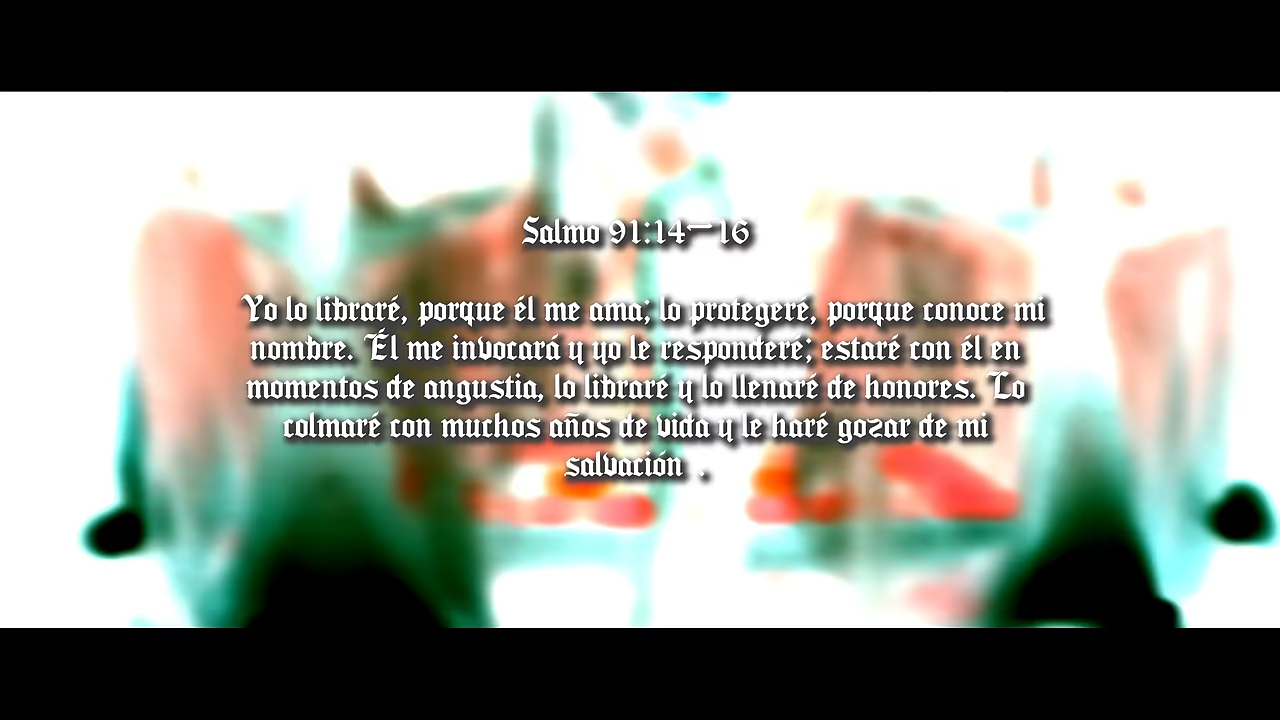 Salmo 91:14—16
Yo lo libraré, porque él me ama; lo protegeré, porque conoce mi
nombre. Él me invocará y yo le responderé; estaré con él en
momentos de angustia, lo libraré y lo llenaré de honores. Lo
colmaré con muchos años de vida y le haré gozar de mi
salvación .